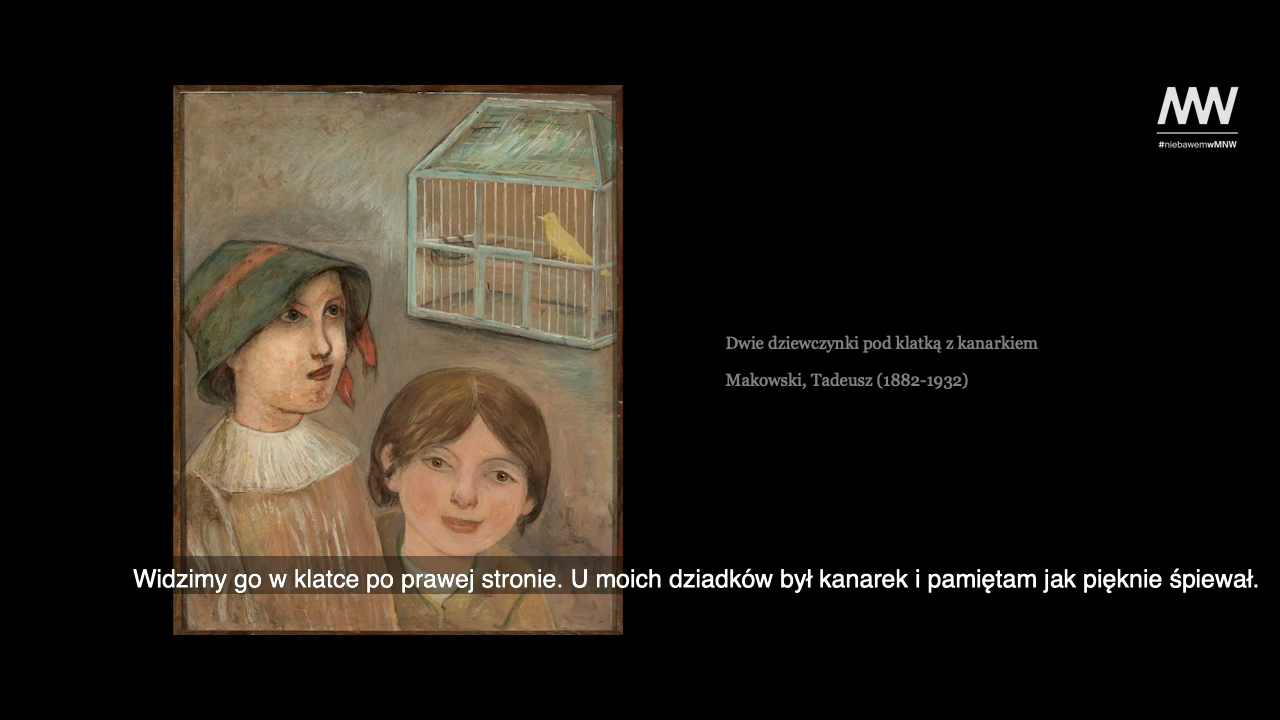 MNW
#niebawemwMNW
Dwie dziewczynki pod klatką z kanarkiem
Makowski, Tadeusz (1882-1932)
Widzimy go w klatce po prawej stronie. U moich dziadków był kanarek i pamiętam jak pięknie śpiewał.